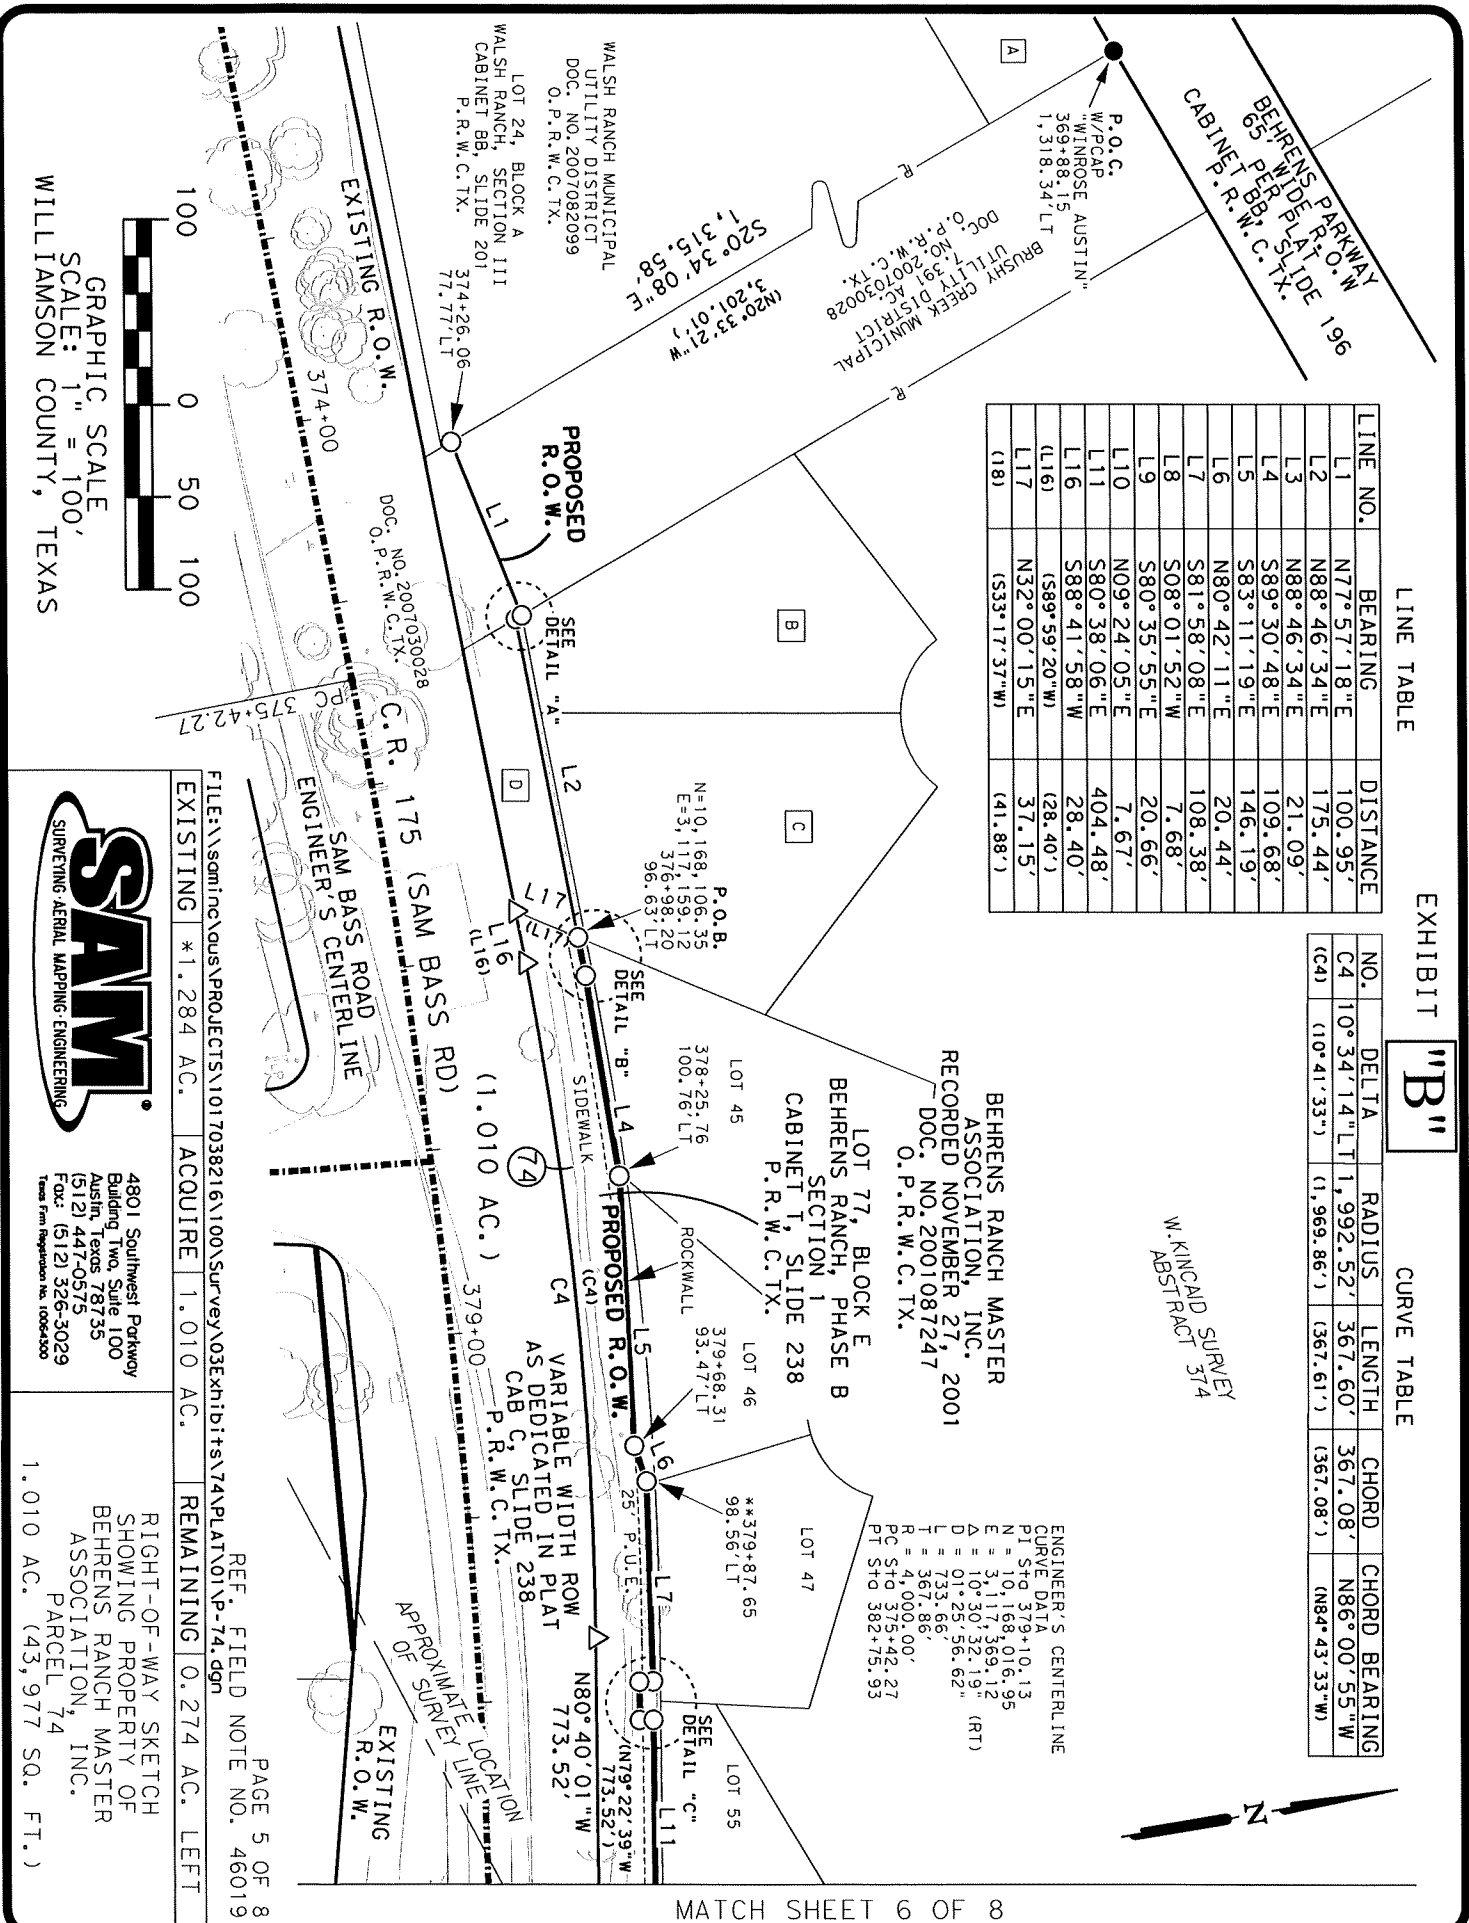 EXHIBIT "B"
LINE TABLE
LINE NO. BEARING DISTANCE
L1 N77°57'18"E 100.95'
L2 N88°46'34"E 175.44'
L3 N88°46'34"E 21.09'
L4 S89°30'48"E 109.68'
L5 S83°11'19"E 146.19'
L6 N80°42'11"E 20.44'
L7 S81°58'08"E 108.38'
L8 S08°01'52"W 7.68'
L9 S80°35'55"E 20.66'
L10 N09°24'05"E 7.67'
L11 S80°38'06"E 404.48'
L16 S88°41'58"W 28.40'
(L16) (S89°59'20"W) (28.40')
L17 N32°00'15"E 37.15'
(18) (S33°17'37"W) (41.88')
CURVE TABLE
NO. DELTA RADIUS LENGTH CHORD CHORD BEARING
C4 10°34'14"LT 1,992.52' 367.60' 367.08' N86°00'55"W
(C4) (10°41'33") (1,969.86') (367.61') (367.08') (N84°43'33"W)
BEHRENS PARKWAY
65' WIDE R.O.W
PER PLAT
CABINET BB, SLIDE 196
P.R.W.C.TX.
P.O.C.
W/PCAP
"WINROSE AUSTIN"
369+88.15
1,318.34'LT
A
BRUSHY CREEK MUNICIPAL
UTILITY DISTRICT
7.391 AC.
DOC. NO.2007030028
O.P.R.W.C.TX.
S20°34'08"E
1,315.58'
(N20°33'21"W
3,201.01')
WALSH RANCH MUNICIPAL
UTILITY DISTRICT
DOC. NO.2007082099
O.P.R.W.C.TX.
LOT 24, BLOCK A
WALSH RANCH, SECTION III
CABINET BB, SLIDE 201
P.R.W.C.TX.
374+26.06
77.77'LT
W.KINCAID SURVEY
ABSTRACT 374
N
B
C
D
PROPOSED
R.O.W.
L1
SEE
DETAIL "A"
L2
P.O.B.
N=10,168,106.35
E=3,117,159.12
376+98.20
96.63'LT
L17
(L17)
L16
(L16)
SEE
DETAIL "B"
L4
LOT 45
378+25.76
100.76'LT
BEHRENS RANCH MASTER
ASSOCIATION, INC.
RECORDED NOVEMBER 27, 2001
DOC. NO.2001087247
O.P.R.W.C.TX.
LOT 77, BLOCK E
BEHRENS RANCH, PHASE B
SECTION 1
CABINET T, SLIDE 238
P.R.W.C.TX.
ROCKWALL
LOT 46
379+68.31
93.47'LT
L5
L6
**379+87.65
98.56'LT
LOT 47
L7
ENGINEER'S CENTERLINE
CURVE DATA
PI Sta 379+10.13
N = 10,168,016.95
E = 3,117,369.12
Δ = 10°30'32.19" (RT)
D = 01°25'56.62"
L = 733.66'
T = 367.86'
R = 4,000.00'
PC Sta 375+42.27
PT Sta 382+75.93
SEE
DETAIL "C"
LOT 55
L11
PROPOSED R.O.W.
25' P.U.E.
SIDEWALK
74
(C4)
C4
VARIABLE WIDTH ROW
AS DEDICATED IN PLAT
CAB C, SLIDE 238
P.R.W.C.TX.
N80°40'01"W
773.52'
(N79°22'39"W
773.52')
(1.010 AC.)
EXISTING R.O.W.
374+00
DOC. NO.2007030028
O.P.R.W.C.TX.
PC 375+42.27
C.R. 175 (SAM BASS RD)
379+00
SAM BASS ROAD
ENGINEER'S CENTERLINE
APPROXIMATE LOCATION
OF SURVEY LINE
EXISTING
R.O.W.
100 0 50 100
GRAPHIC SCALE
SCALE: 1" = 100'
WILLIAMSON COUNTY, TEXAS
PAGE 5 OF 8
REF. FIELD NOTE NO. 46019
FILE:\\saminc\aus\PROJECTS\1017038216\100\Survey\03Exhibits\74\PLAT\01\P-74.dgn
EXISTING *1.284 AC. ACQUIRE 1.010 AC. REMAINING 0.274 AC. LEFT
SAM®
SURVEYING·AERIAL MAPPING·ENGINEERING
4801 Southwest Parkway
Building Two, Suite 100
Austin, Texas 78735
(512) 447-0575
Fax: (512) 326-3029
Texas Firm Registration No. 10064300
RIGHT-OF-WAY SKETCH
SHOWING PROPERTY OF
BEHRENS RANCH MASTER
ASSOCIATION, INC.
PARCEL 74
1.010 AC. (43,977 SQ. FT.)
MATCH SHEET 6 OF 8